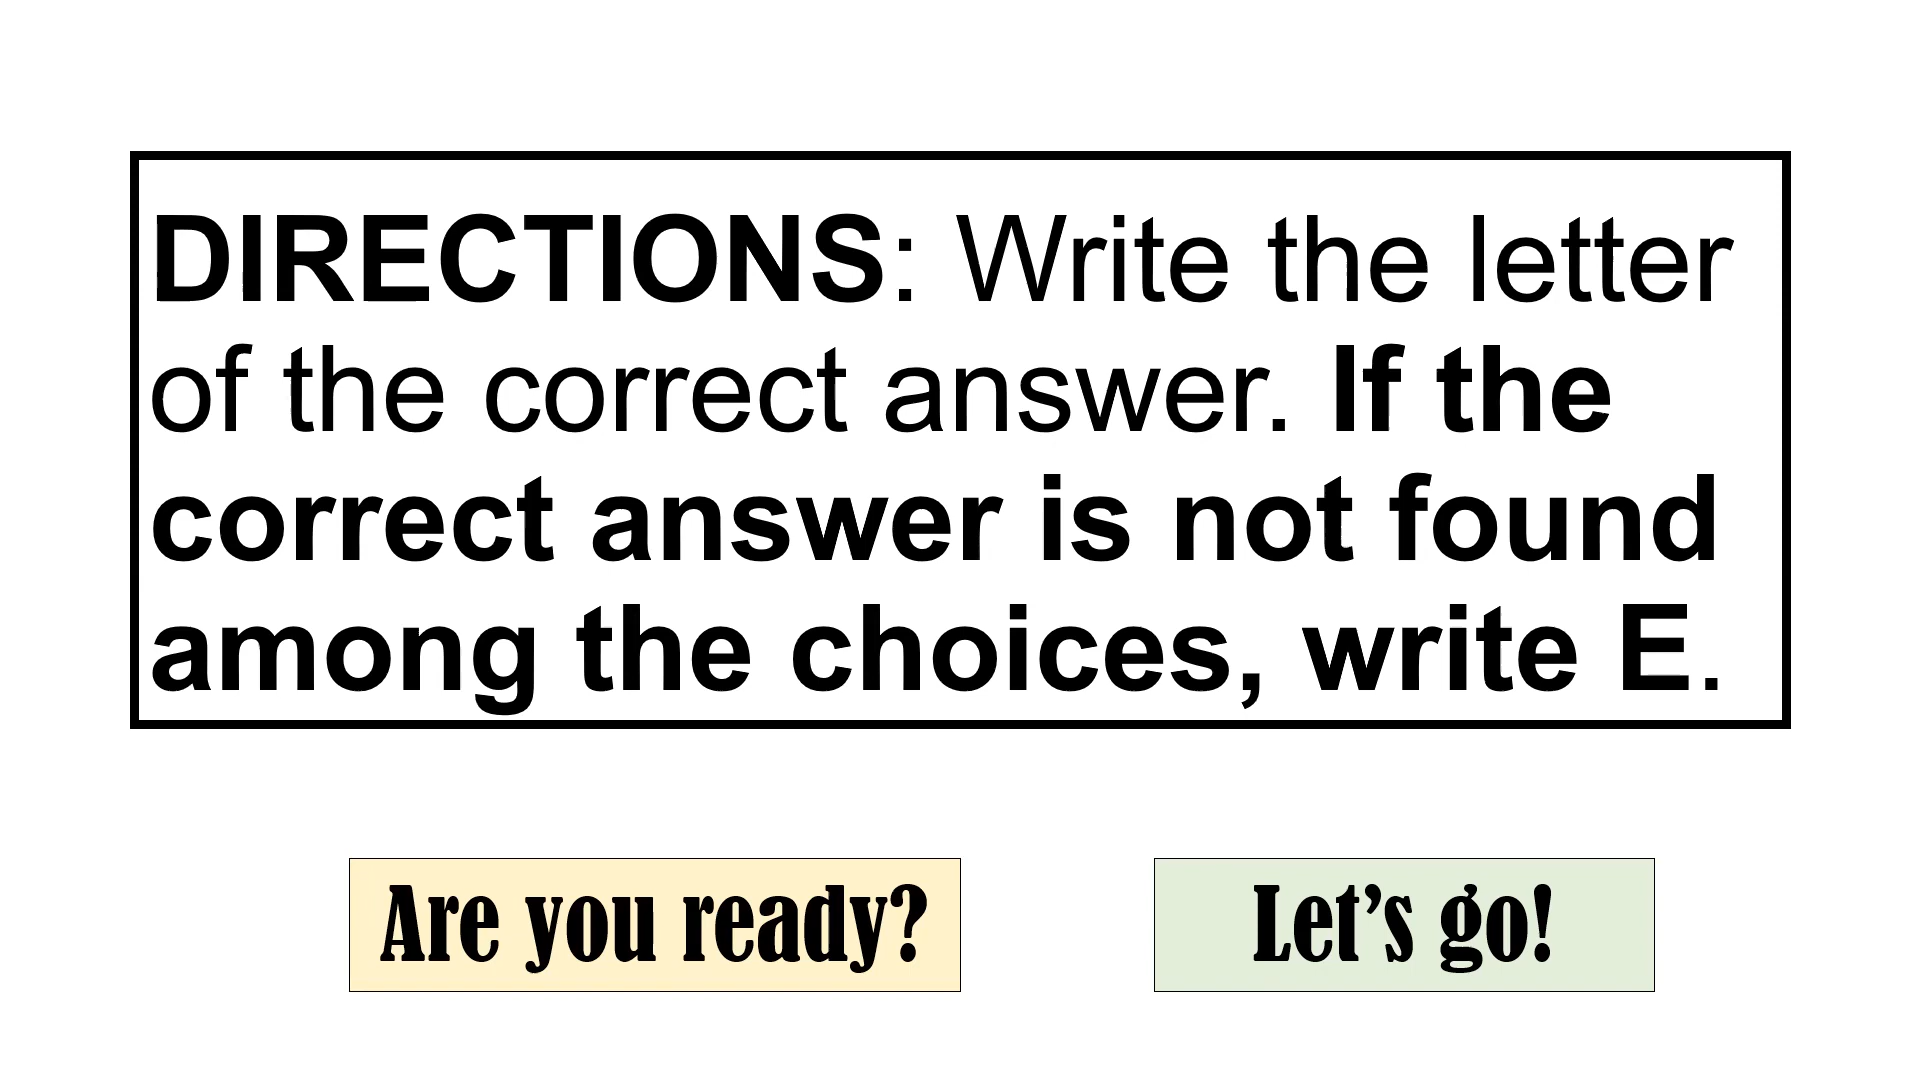 DIRECTIONS: Write the letter
of the correct answer. If the
correct answer is not found
among the choices, write E.
Are you ready?
Let’s go!